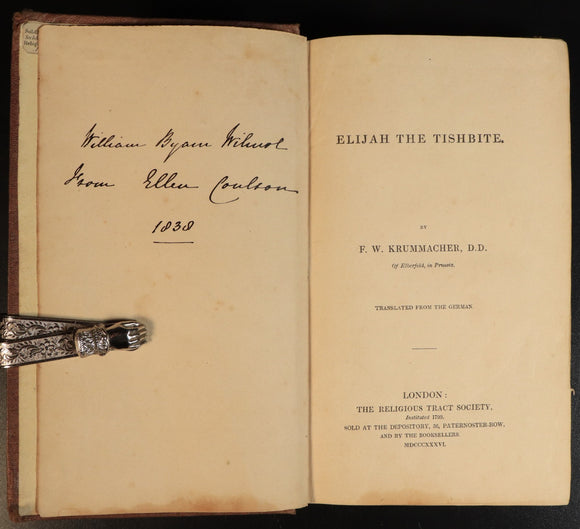 William Byam Wilmot
From Ellen Coulson
1838
ELIJAH THE TISHBITE.
BY
F. W. KRUMMACHER, D.D.
Of Elberfeld, in Prussia.
TRANSLATED FROM THE GERMAN.
LONDON:
THE RELIGIOUS TRACT SOCIETY,
Instituted 1799.
SOLD AT THE DEPOSITORY, 56, PATERNOSTER-ROW,
AND BY THE BOOKSELLERS.
MDCCCXXXVI.